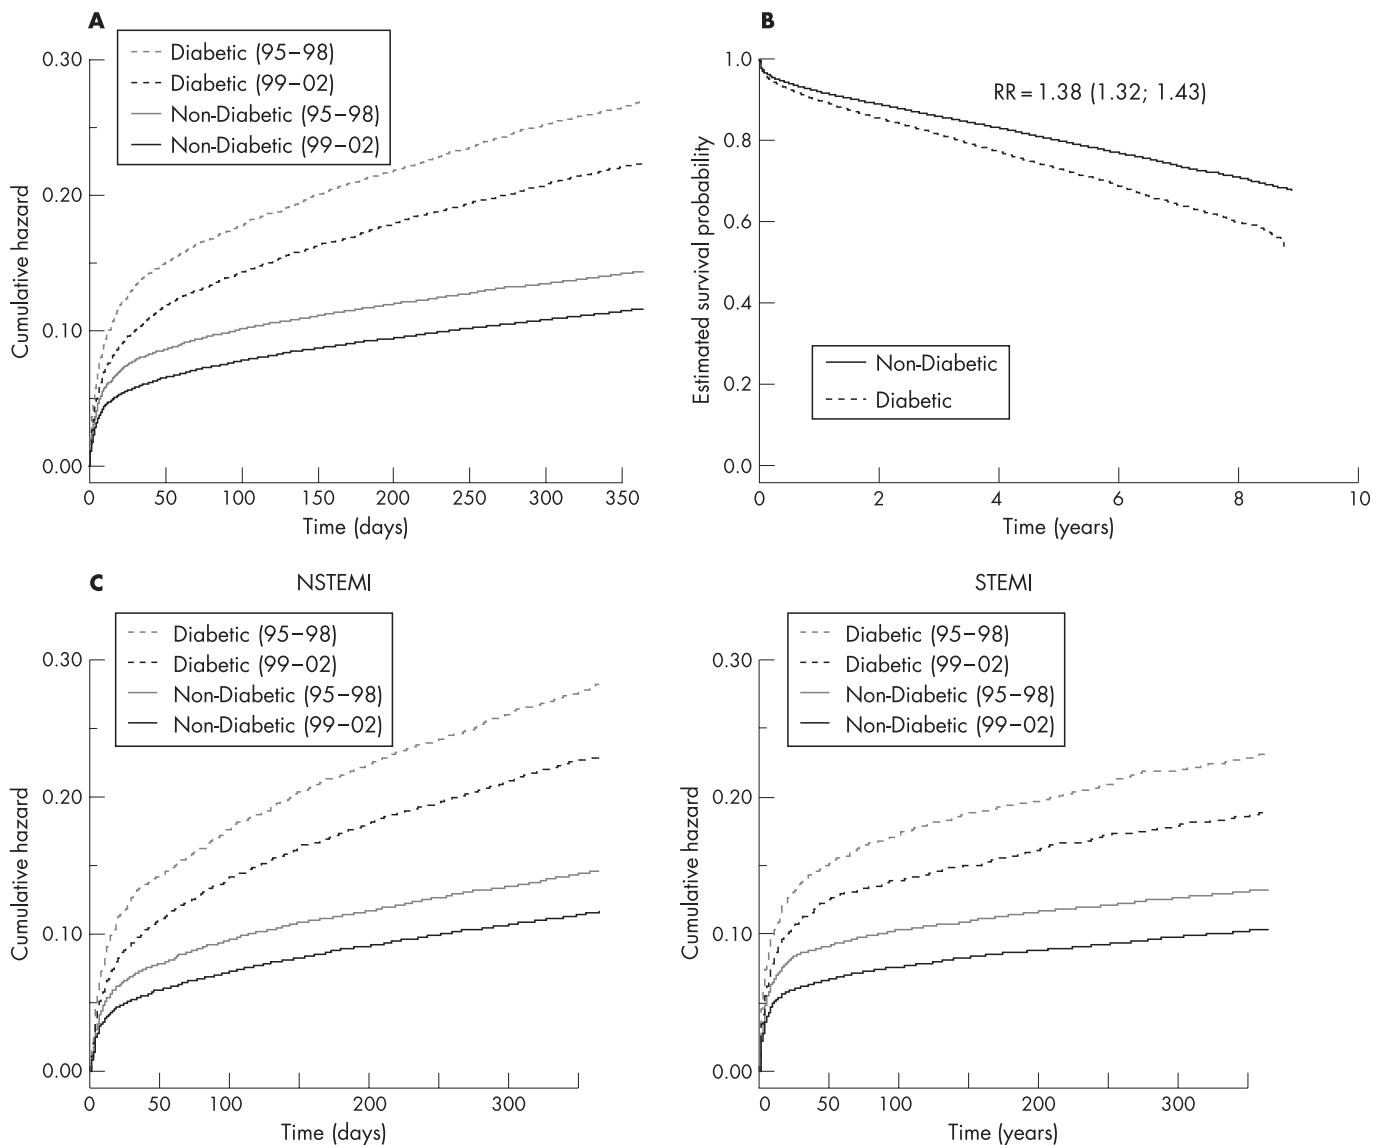 A
Diabetic (95–98)
Diabetic (99–02)
Non-Diabetic (95–98)
Non-Diabetic (99–02)
0.30
0.20
0.10
0.00
Cumulative hazard
0 50 100 150 200 250 300 350
Time (days)
B
RR = 1.38 (1.32; 1.43)
1.0
0.8
0.6
0.4
0.2
0.0
Estimated survival probability
Non-Diabetic
Diabetic
0 2 4 6 8 10
Time (years)
C
NSTEMI
Diabetic (95–98)
Diabetic (99–02)
Non-Diabetic (95–98)
Non-Diabetic (99–02)
0.30
0.20
0.10
0.00
Cumulative hazard
0 50 100 200 300
Time (days)
STEMI
Diabetic (95–98)
Diabetic (99–02)
Non-Diabetic (95–98)
Non-Diabetic (99–02)
0.30
0.20
0.10
0.00
Cumulative hazard
0 50 100 200 300
Time (years)